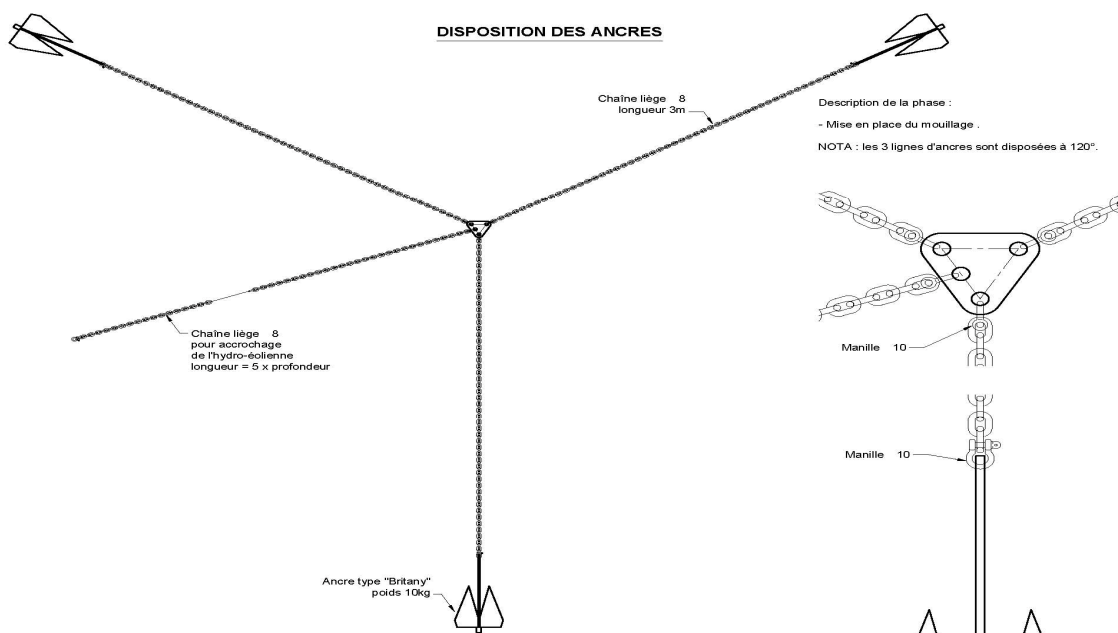 DISPOSITION DES ANCRES
Chaîne liège 8
longueur 3m
Description de la phase :
- Mise en place du mouillage .
NOTA : les 3 lignes d'ancres sont disposées à 120°.
Chaîne liège 8
pour accrochage
de l'hydro-éolienne
longueur = 5 x profondeur
Manille 10
Manille 10
Ancre type "Britany"
poids 10kg